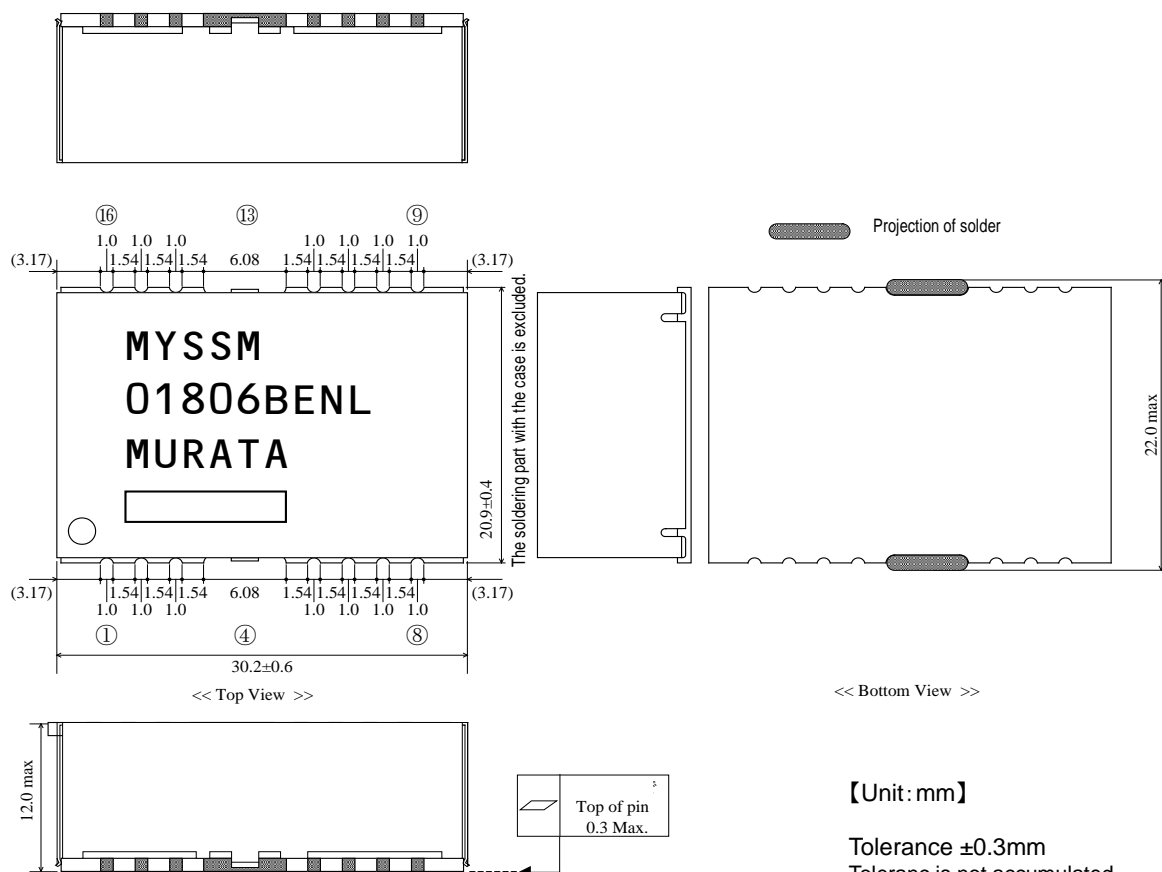 ⑯ ⑬ ⑨
1.0 1.0 1.0 1.0 1.0 1.0 1.0
(3.17) 1.54 1.54 1.54 6.08 1.54 1.54 1.54 1.54 (3.17)
Projection of solder
MYSSM
01806BENL
MURATA
20.9±0.4
The soldering part with the case is excluded.
22.0 max
(3.17) 1.54 1.54 1.54 6.08 1.54 1.54 1.54 1.54 (3.17)
1.0 1.0 1.0 1.0 1.0 1.0 1.0
① ④ ⑧
30.2±0.6
<< Top View >>
<< Bottom View >>
12.0 max
Top of pin
0.3 Max.
【Unit:mm】
Tolerance ±0.3mm
Toleranc is not accumulated